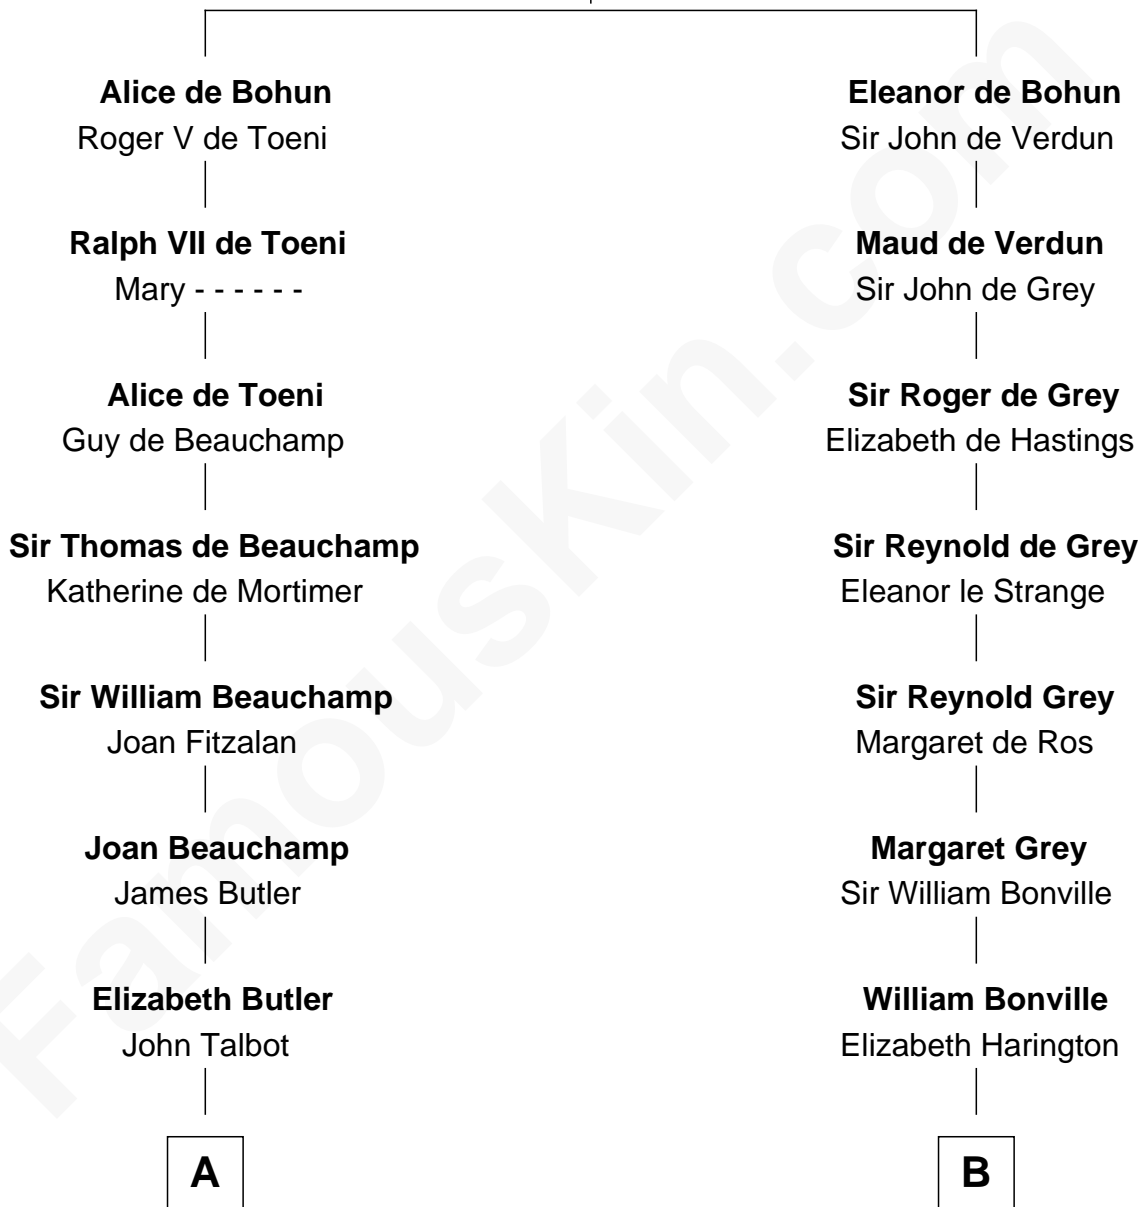 Alice de Bohun
Roger V de Toeni
Ralph VII de Toeni
Mary - - - - - -
Alice de Toeni
Guy de Beauchamp
Sir Thomas de Beauchamp
Katherine de Mortimer
Sir William Beauchamp
Joan Fitzalan
Joan Beauchamp
James Butler
Elizabeth Butler
John Talbot
A
Eleanor de Bohun
Sir John de Verdun
Maud de Verdun
Sir John de Grey
Sir Roger de Grey
Elizabeth de Hastings
Sir Reynold de Grey
Eleanor le Strange
Sir Reynold Grey
Margaret de Ros
Margaret Grey
Sir William Bonville
William Bonville
Elizabeth Harington
B
FamousKin.com